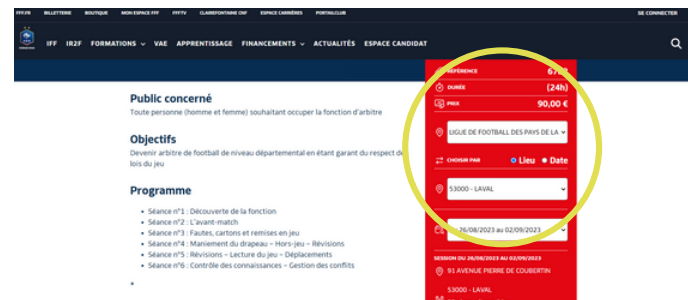 FFF.FR BILLETTERIE BOUTIQUE MON ESPACE FFF FFFTV CLAIREFONTAINE CNF ESPACE CARRIÈRES PORTAILCLUB SE CONNECTER
IFF IR2F FORMATIONS VAE APPRENTISSAGE FINANCEMENTS ACTUALITÉS ESPACE CANDIDAT
RÉFÉRENCE
DURÉE (24h)
PRIX 90,00 €
LIGUE DE FOOTBALL DES PAYS DE LA
CHOISIR PAR Lieu Date
53000 - LAVAL
26/08/2023 au 02/09/2023
SESSION DU 26/08/2023 AU 02/09/2023
91 AVENUE PIERRE DE COUBERTIN
53000 - LAVAL
Public concerné
Toute personne (homme et femme) souhaitant occuper la fonction d'arbitre
Objectifs
Devenir arbitre de football de niveau départemental en étant garant du respect de
lois du jeu
Programme
• Séance n°1 : Découverte de la fonction
• Séance n°2 : L'avant-match
• Séance n°3 : Fautes, cartons et remises en jeu
• Séance n°4 : Maniement du drapeau – Hors-jeu – Révisions
• Séance n°5 : Révisions – Lecture du jeu – Déplacements
• Séance n°6 : Contrôle des connaissances – Gestion des conflits